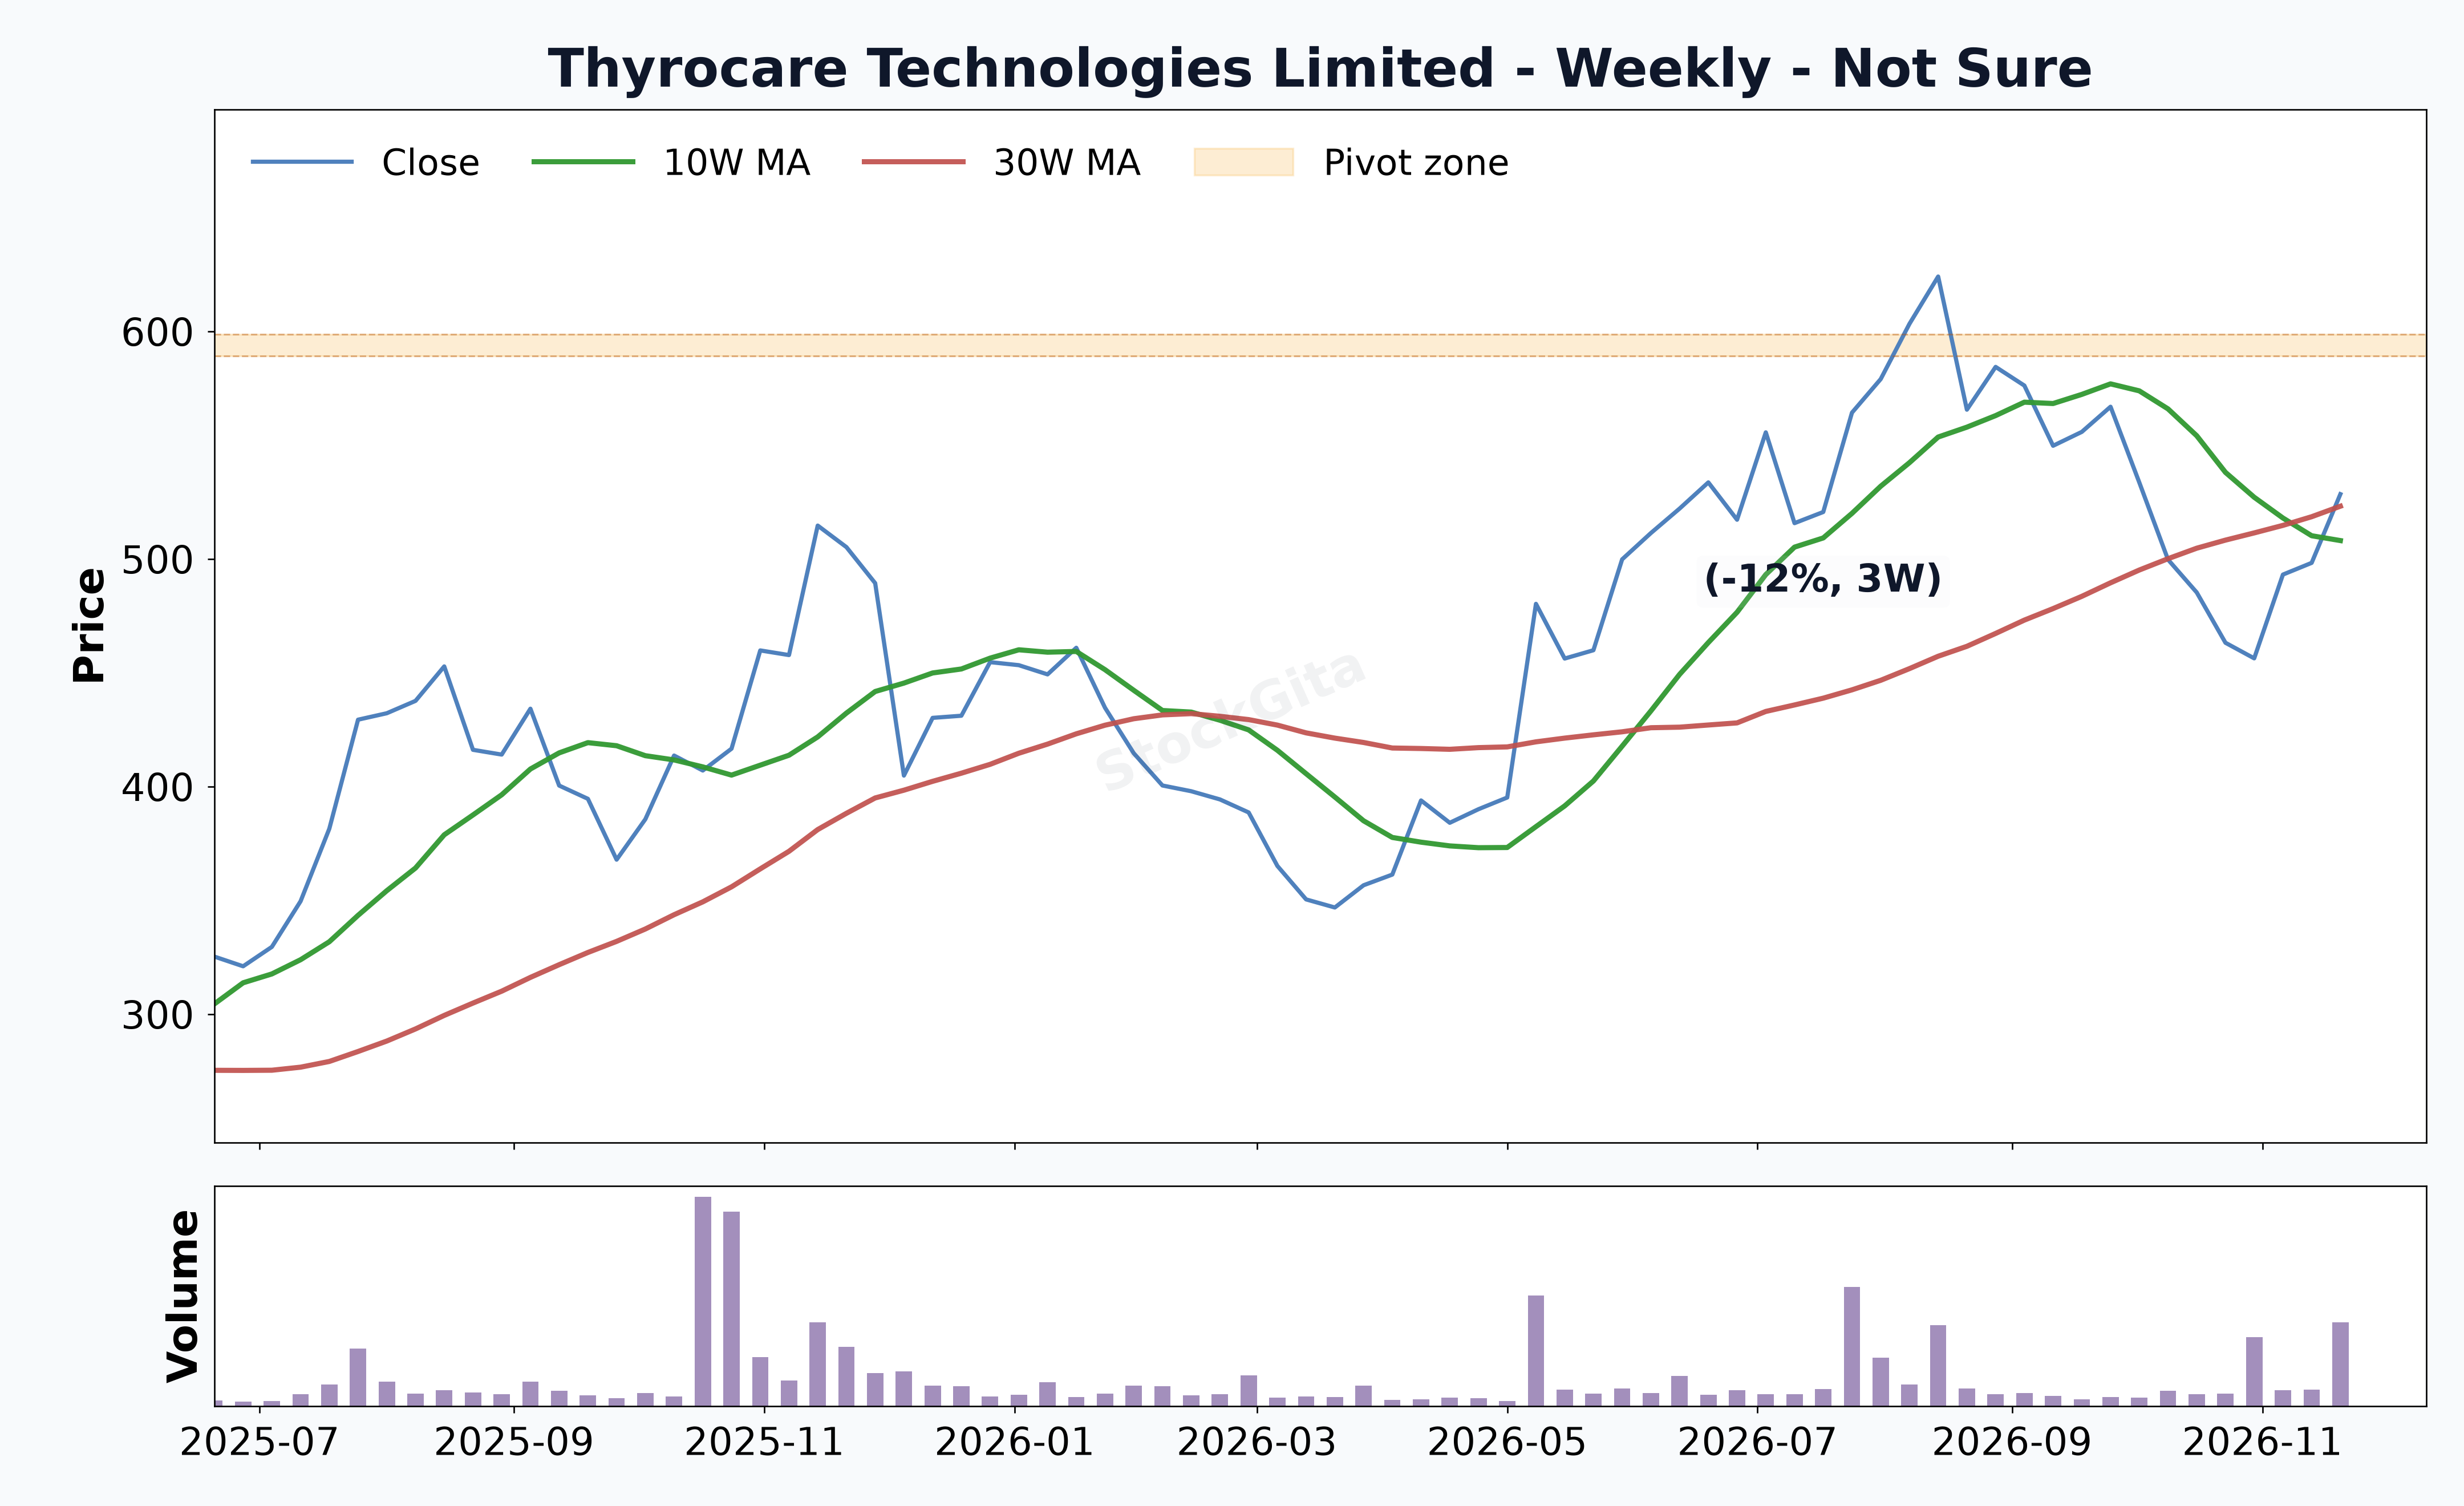 Thyrocare Technologies Limited - Weekly - Not Sure
Close 10W MA 30W MA Pivot zone
600
500
400
300
Price
(-12%, 3W)
StockGita
Volume
2025-07 2025-09 2025-11 2026-01 2026-03 2026-05 2026-07 2026-09 2026-11